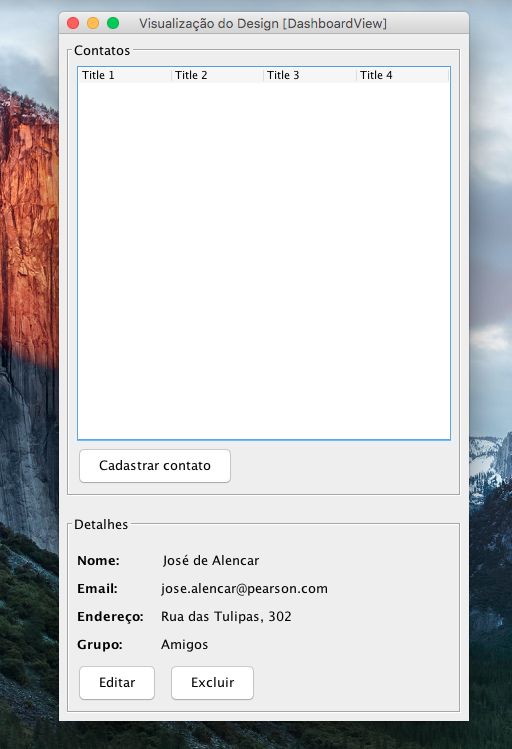 Visualização do Design [DashboardView]
Contatos
Title 1 Title 2 Title 3 Title 4
Cadastrar contato
Detalhes
Nome: José de Alencar
Email: jose.alencar@pearson.com
Endereço: Rua das Tulipas, 302
Grupo: Amigos
Editar Excluir